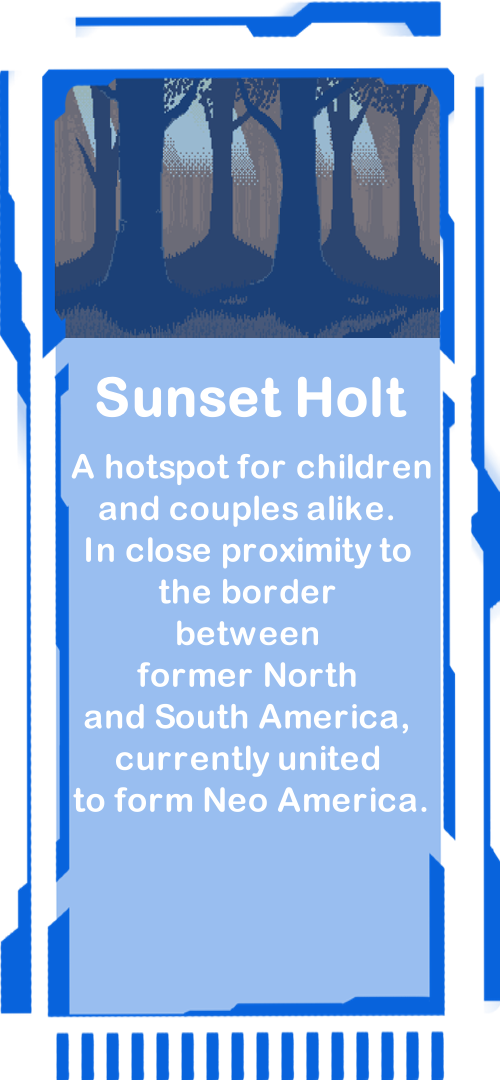 Sunset Holt
A hotspot for children
and couples alike.
In close proximity to
the border
between
former North
and South America,
currently united
to form Neo America.